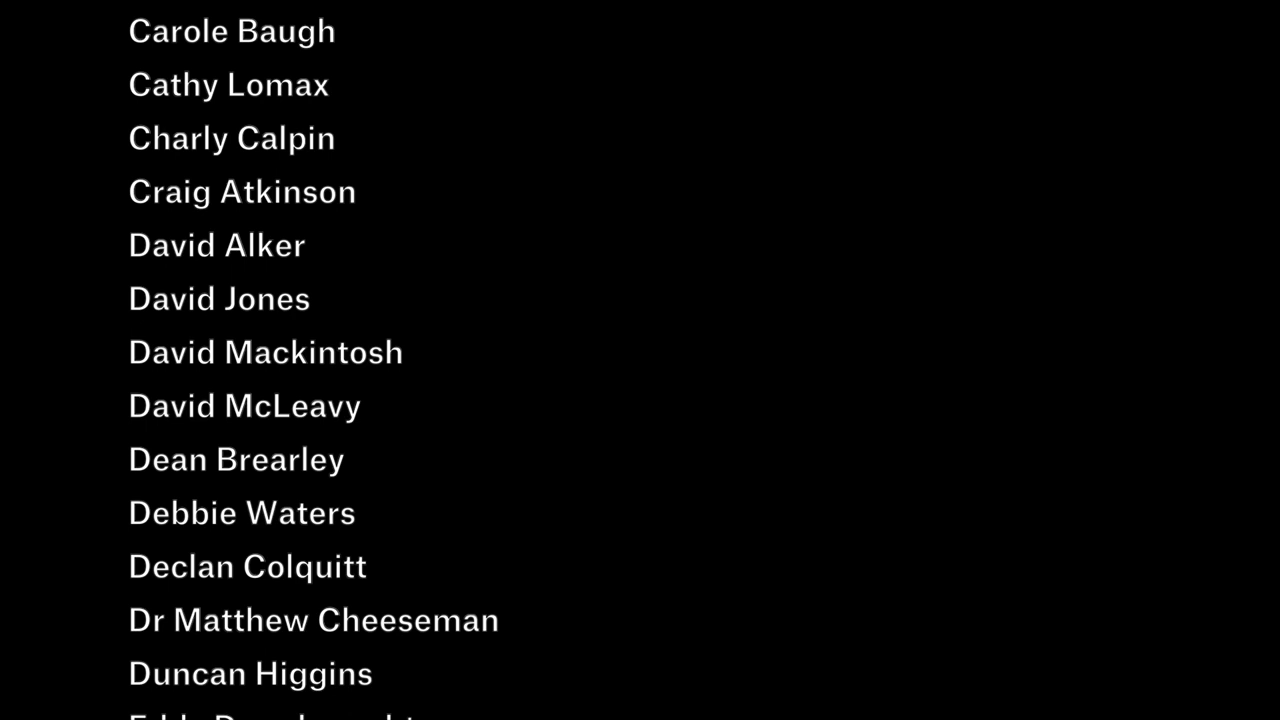 Carole Baugh
Cathy Lomax
Charly Calpin
Craig Atkinson
David Alker
David Jones
David Mackintosh
David McLeavy
Dean Brearley
Debbie Waters
Declan Colquitt
Dr Matthew Cheeseman
Duncan Higgins